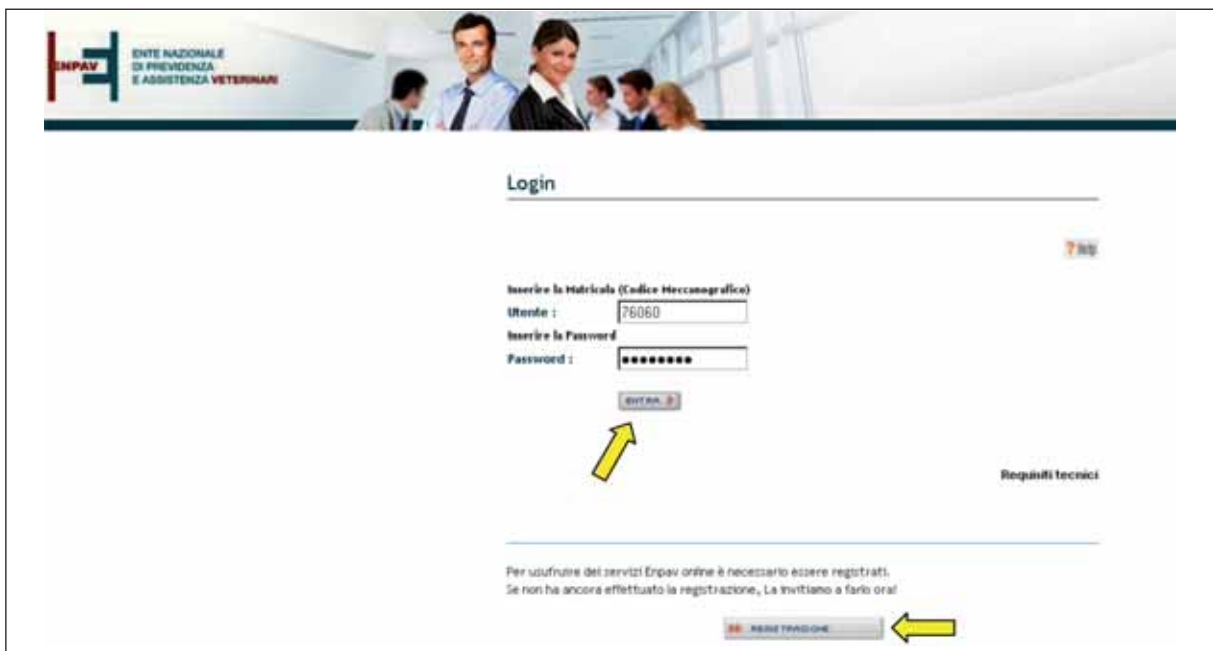 ENPAV
ENTE NAZIONALE
DI PREVIDENZA
E ASSISTENZA VETERINARI
Login
? Help
Inserire la Matricola (Codice Meccanografico)
Utente : 76060
Inserire la Password
Password : ●●●●●●●●
ENTRA
Requisiti tecnici
Per usufruire dei servizi Enpav online è necessario essere registrati.
Se non ha ancora effettuato la registrazione, La invitiamo a farlo ora!
REGISTRAZIONE